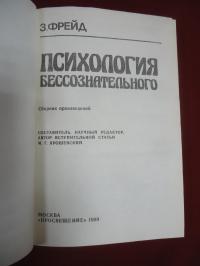 З. ФРЕЙД
ПСИХОЛОГИЯ
БЕССОЗНАТЕЛЬНОГО
Сборник произведений
СОСТАВИТЕЛЬ, НАУЧНЫЙ РЕДАКТОР,
АВТОР ВСТУПИТЕЛЬНОЙ СТАТЬИ
М. Г. ЯРОШЕВСКИЙ
МОСКВА
«ПРОСВЕЩЕНИЕ» 1989